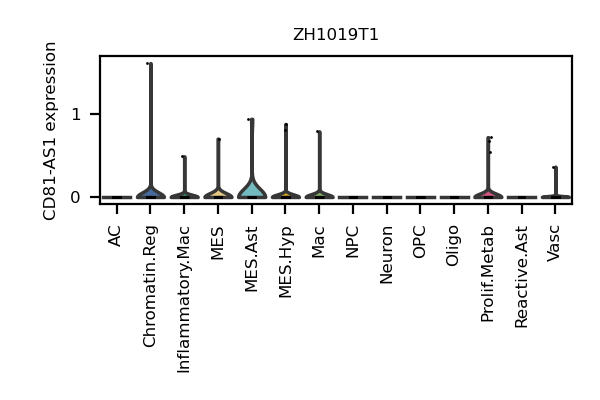 ZH1019T1
CD81-AS1 expression
1
0
AC
Chromatin.Reg
Inflammatory.Mac
MES
MES.Ast
MES.Hyp
Mac
NPC
Neuron
OPC
Oligo
Prolif.Metab
Reactive.Ast
Vasc